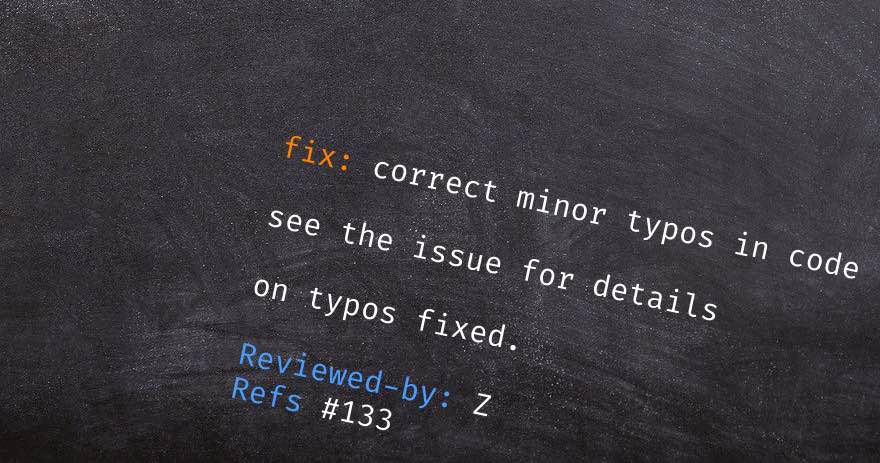 fix: correct minor typos in code
see the issue for details
on typos fixed.
Reviewed-by: Z
Refs #133